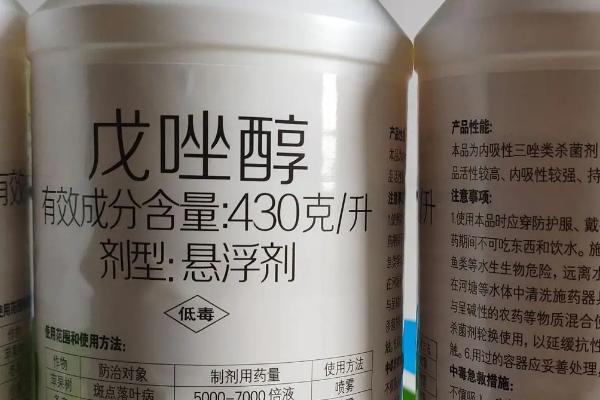 戊唑醇
有效成分含量:430克/升
剂型:悬浮剂
低毒
使用范围和使用方法:
作物 防治对象 制剂用药量 使用方法
苹果树 斑点落叶病 5000-7000倍液 喷雾
产品性能:
本品为内吸性三唑类杀菌剂
品活性较高、内吸性较强、持
注意事项:
1.使用本品时应穿防护服、戴
药期间不可吃东西和饮水。施
鱼类等水生生物危险,远离水
在河塘等水体中清洗施药器具
与呈碱性的农药等物质混合使
杀菌剂轮换使用,以延缓抗性
触。6.用过的容器应妥善处理,
中毒急救措施: